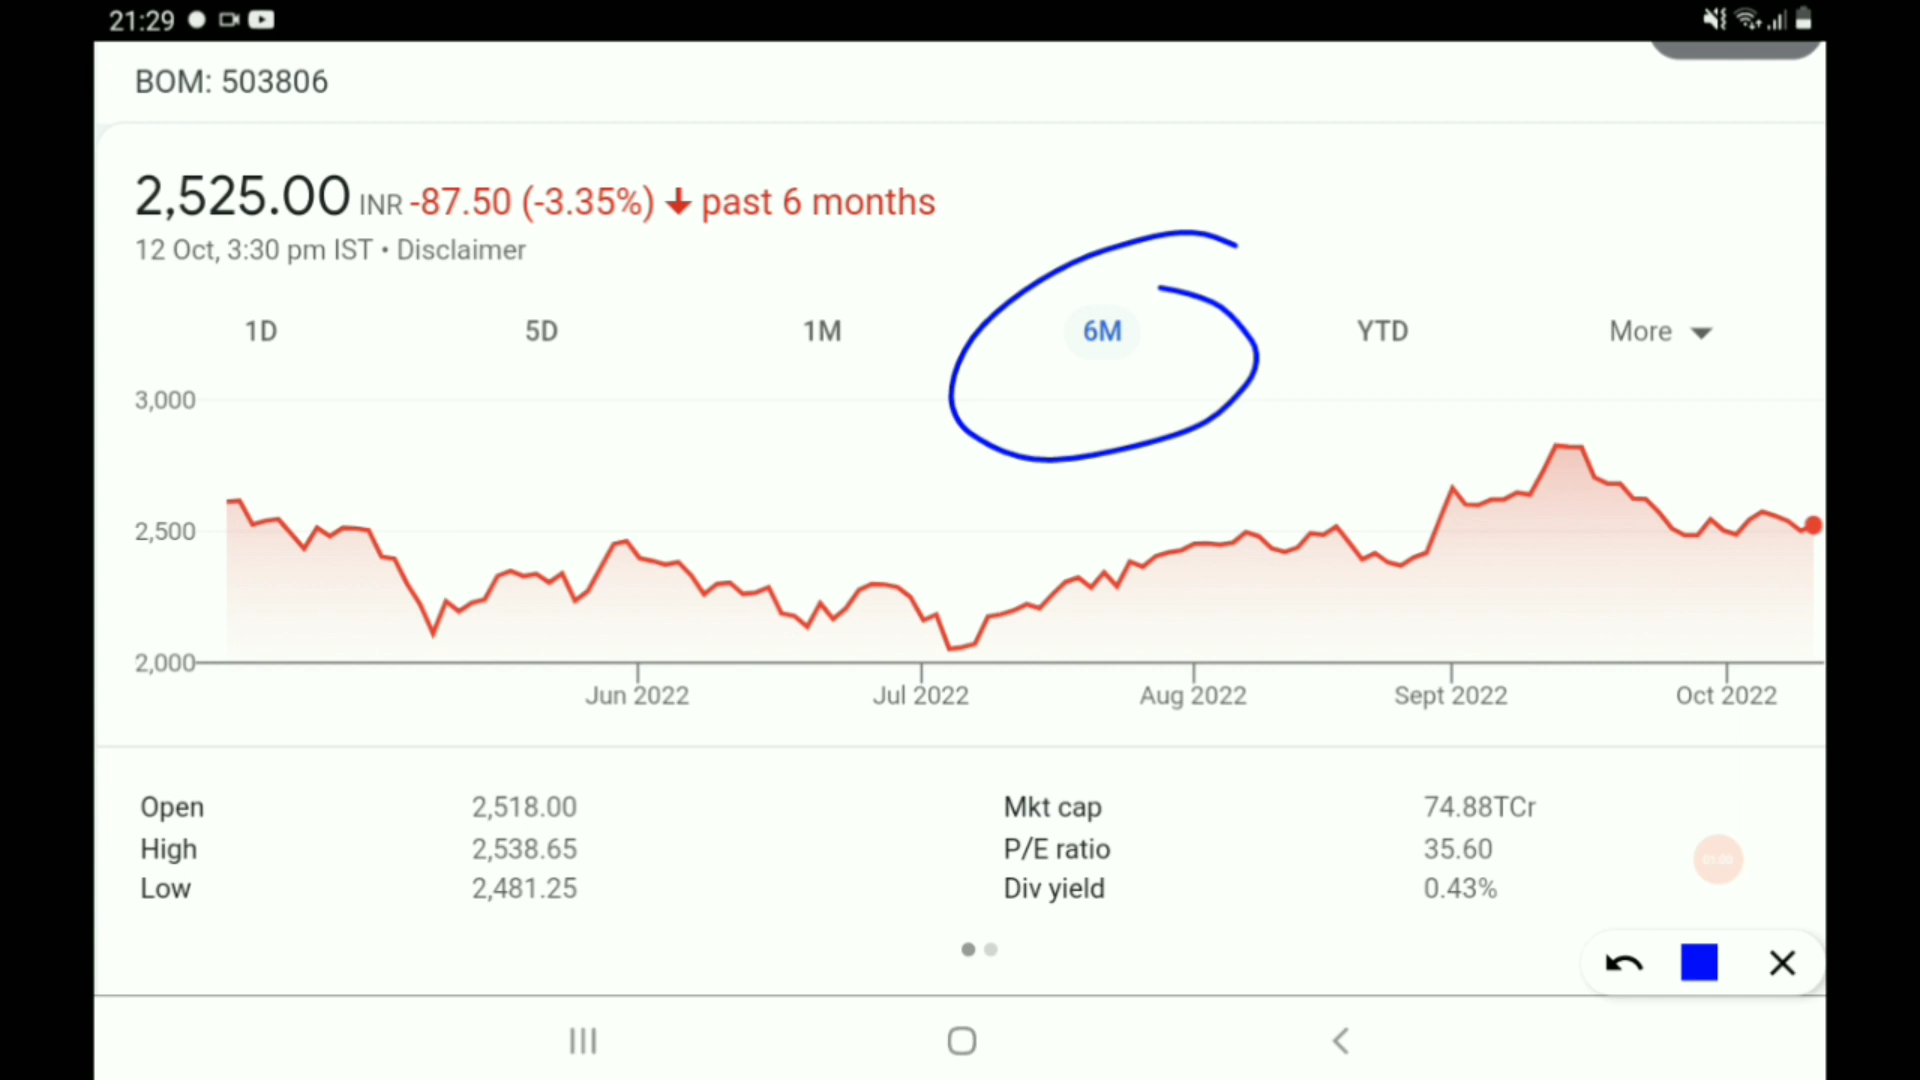 21:29
BOM: 503806
2,525.00 INR -87.50 (-3.35%) past 6 months
12 Oct, 3:30 pm IST • Disclaimer
1D 5D 1M 6M YTD More
3,000
2,500
2,000
Jun 2022 Jul 2022 Aug 2022 Sept 2022 Oct 2022
Open 2,518.00 Mkt cap 74.88TCr
High 2,538.65 P/E ratio 35.60
Low 2,481.25 Div yield 0.43%